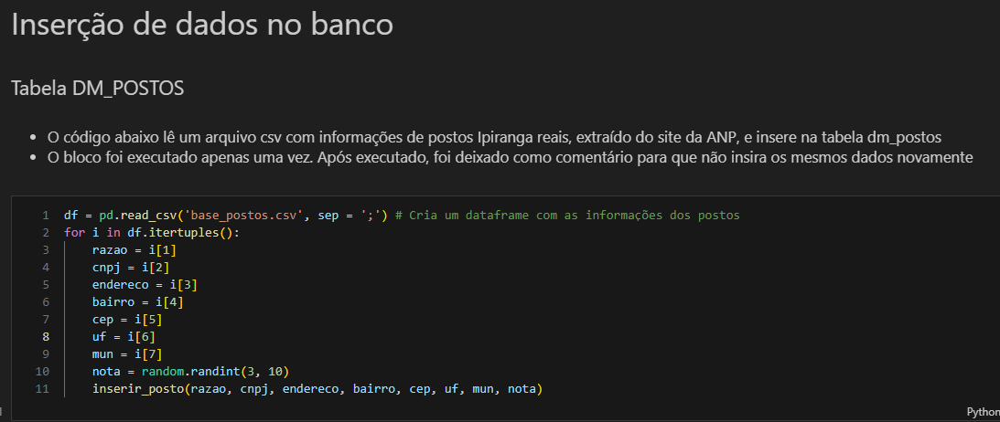 Inserção de dados no banco
Tabela DM_POSTOS
• O código abaixo lê um arquivo csv com informações de postos Ipiranga reais, extraído do site da ANP, e insere na tabela dm_postos
• O bloco foi executado apenas uma vez. Após executado, foi deixado como comentário para que não insira os mesmos dados novamente
1 df = pd.read_csv('base_postos.csv', sep = ';') # Cria um dataframe com as informações dos postos
2 for i in df.itertuples():
3     razao = i[1]
4     cnpj = i[2]
5     endereco = i[3]
6     bairro = i[4]
7     cep = i[5]
8     uf = i[6]
9     mun = i[7]
10     nota = random.randint(3, 10)
11     inserir_posto(razao, cnpj, endereco, bairro, cep, uf, mun, nota)
Python